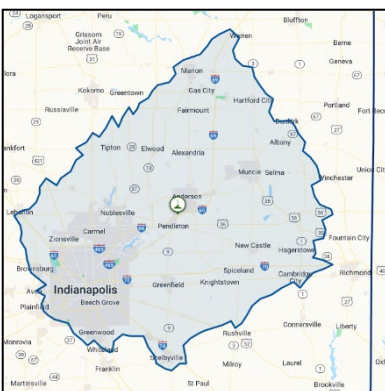 Logansport
Peru
Bluffton
Grissom
Joint Air
Reserve Base
Warren
Berne
Marion
Geneva
Kokomo
Greentown
Gas City
Hartford City
Portland
Russiaville
Fairmount
Dunkirk
Fort Rec
Albany
Tipton
Elwood
Alexandria
Muncie
Selma
Winchester
Union City
Anderson
Lebanon
Noblesville
Pendleton
Zionsville
Carmel
Fountain City
New Castle
Hagerstown
Brownsburg
Spiceland
Cambridge
City
Richmond
Indianapolis
Greenfield
Knightstown
Plainfield
Beech Grove
Connersville
Liberty
Greenwood
Rushville
Whiteland
Monrovia
Shelbyville
Franklin
Milroy
Laurel
Martinsville
St Paul
Brookville